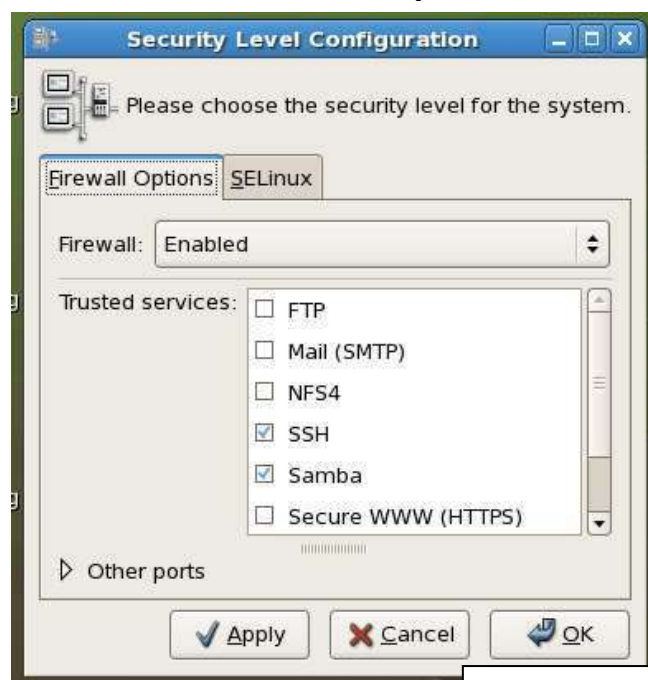 Security Level Configuration
Please choose the security level for the system.
Firewall Options SELinux
Firewall: Enabled
Trusted services:
FTP
Mail (SMTP)
NFS4
SSH
Samba
Secure WWW (HTTPS)
Other ports
Apply Cancel OK